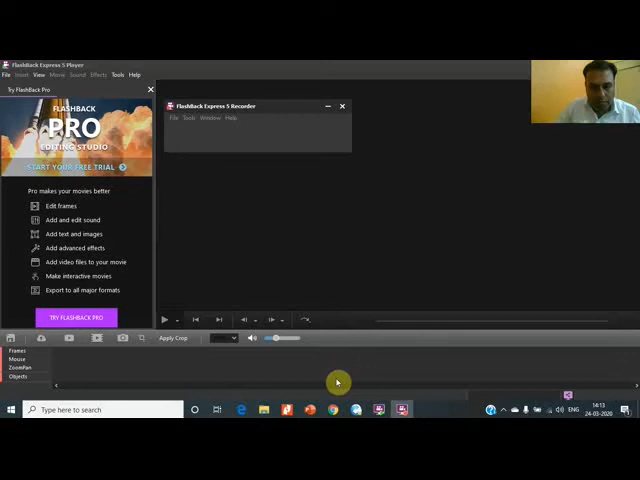 FlashBack Express 5 Player
File Insert View Movie Sound Effects Tools Help
Try FlashBack Pro
FLASHBACK
PRO
EDITING STUDIO
START YOUR FREE TRIAL
Pro makes your movies better
Edit frames
Add and edit sound
Add text and images
Add advanced effects
Add video files to your movie
Make interactive movies
Export to all major formats
TRY FLASHBACK PRO
FlashBack Express 5 Recorder
File Tools Window Help
Apply Crop
Frames
Mouse
ZoomPan
Objects
Type here to search
ENG
14:13
24-03-2020